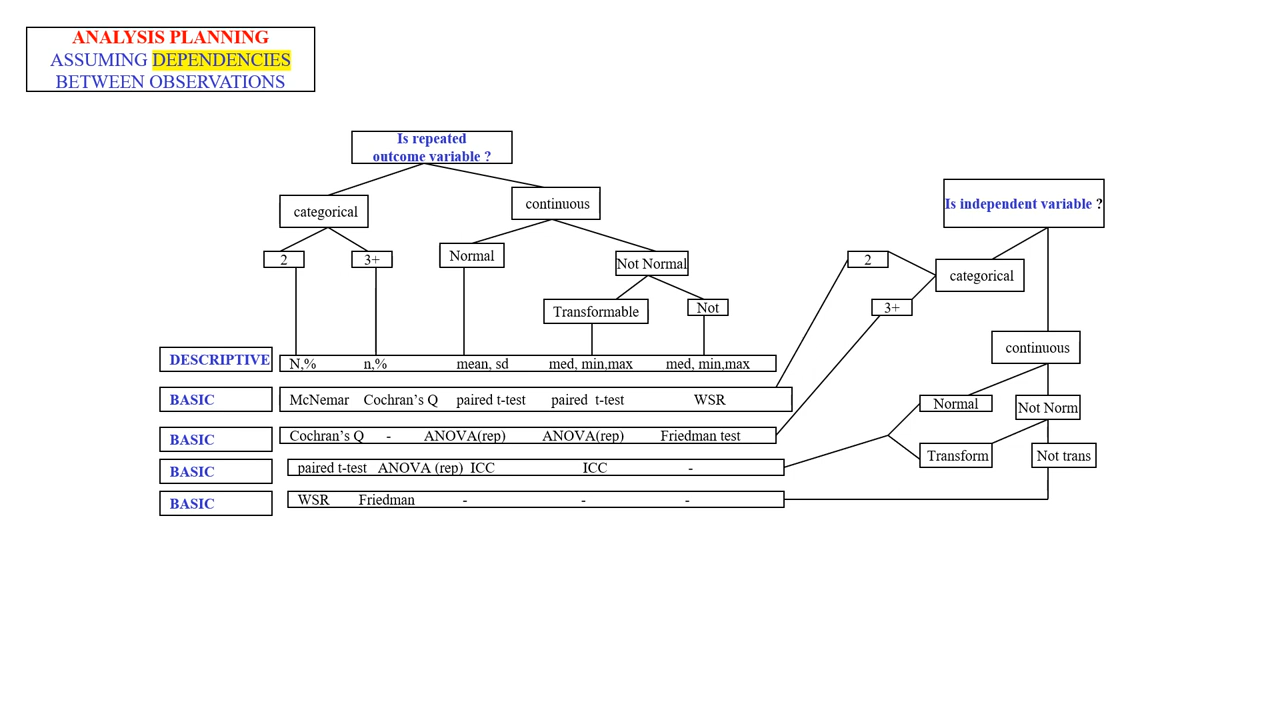 ANALYSIS PLANNING
ASSUMING DEPENDENCIES
BETWEEN OBSERVATIONS
Is repeated
outcome variable ?
categorical
continuous
Is independent variable ?
2
3+
Normal
Not Normal
2
categorical
Transformable
Not
3+
continuous
DESCRIPTIVE
N,% n,% mean, sd med, min,max med, min,max
BASIC
McNemar Cochran’s Q paired t-test paired t-test WSR
Normal
Not Norm
BASIC
Cochran’s Q - ANOVA(rep) ANOVA(rep) Friedman test
Transform
Not trans
BASIC
paired t-test ANOVA (rep) ICC ICC -
BASIC
WSR Friedman - - -